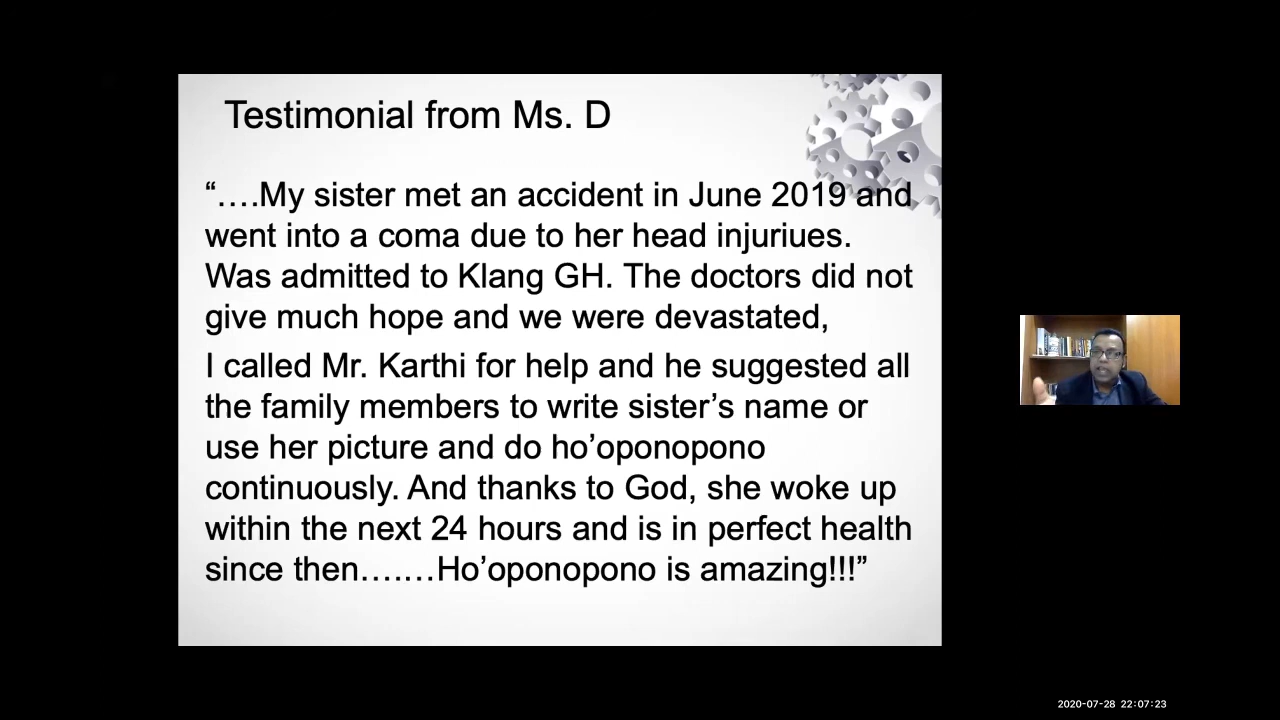 Testimonial from Ms. D
“….My sister met an accident in June 2019 and
went into a coma due to her head injuriues.
Was admitted to Klang GH. The doctors did not
give much hope and we were devastated,
I called Mr. Karthi for help and he suggested all
the family members to write sister’s name or
use her picture and do ho’oponopono
continuously. And thanks to God, she woke up
within the next 24 hours and is in perfect health
since then…….Ho’oponopono is amazing!!!”
2020-07-28 22:07:23